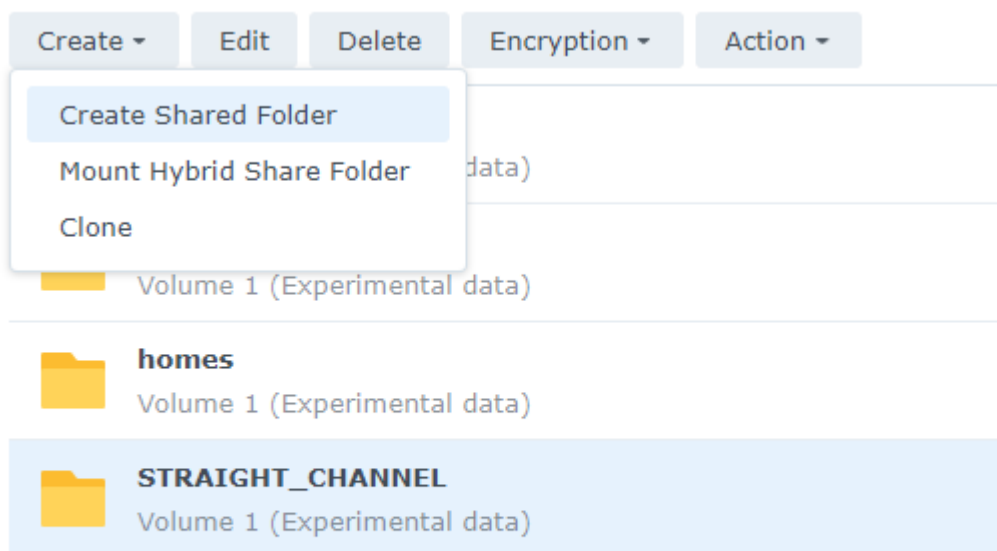 Create Edit Delete Encryption Action
Create Shared Folder
Mount Hybrid Share Folder
data)
Clone
Volume 1 (Experimental data)
homes
Volume 1 (Experimental data)
STRAIGHT_CHANNEL
Volume 1 (Experimental data)